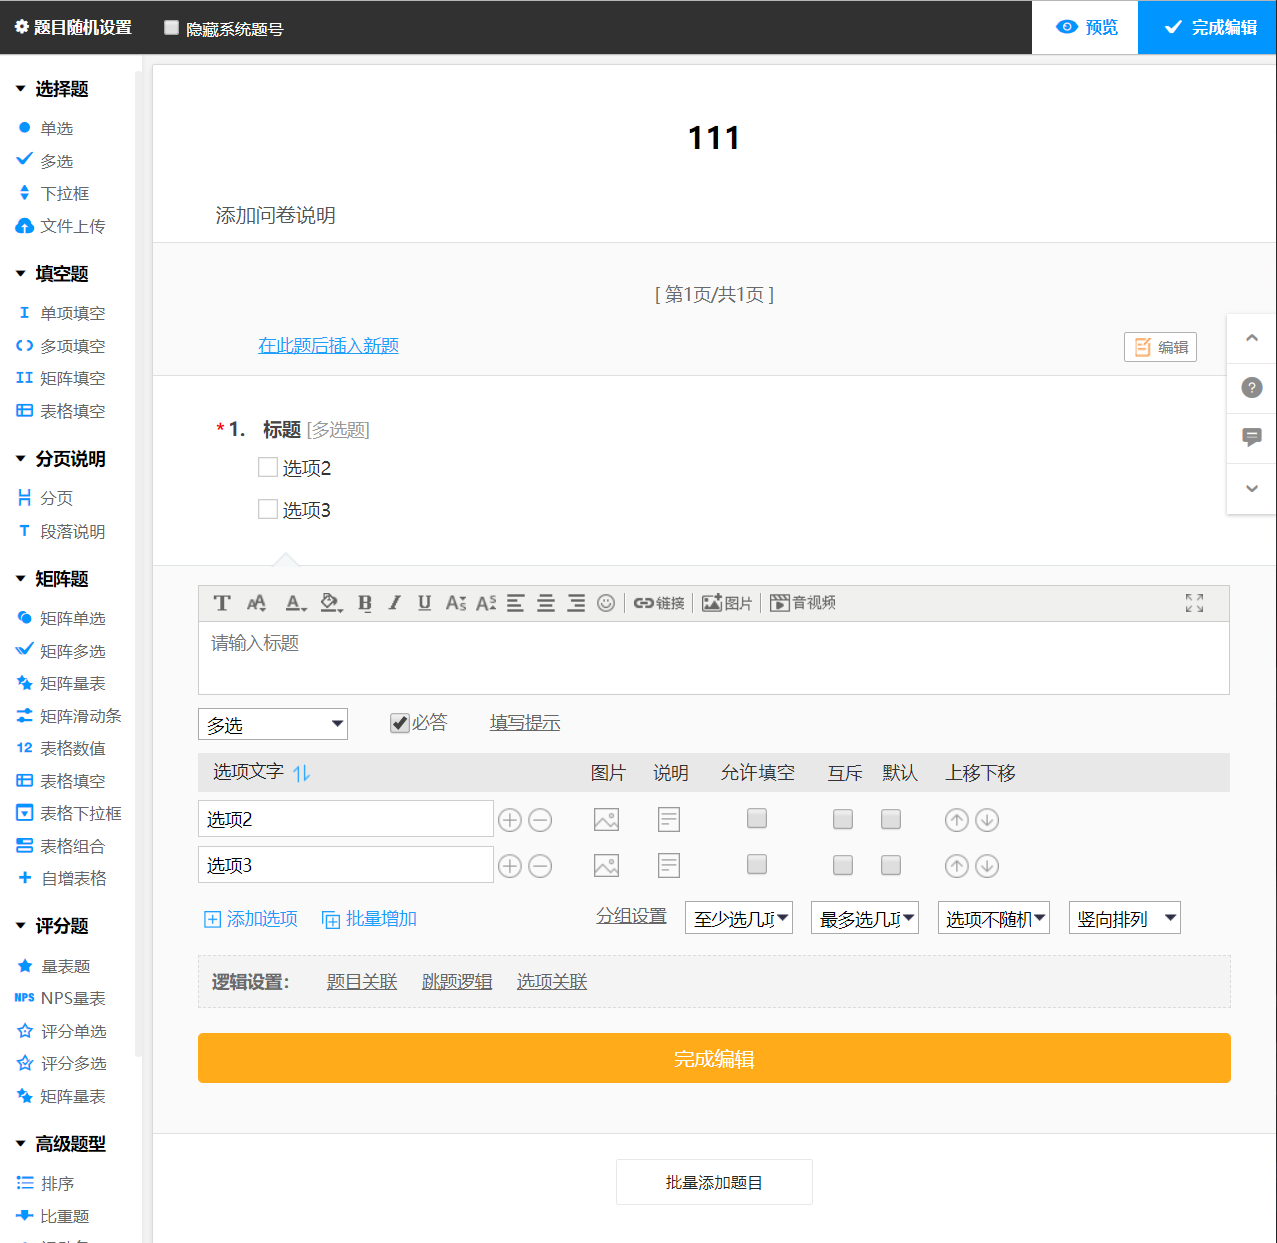 题目随机设置 隐藏系统题号 预览 完成编辑
选择题
单选
多选
下拉框
文件上传
填空题
单项填空
多项填空
矩阵填空
表格填空
分页说明
分页
段落说明
矩阵题
矩阵单选
矩阵多选
矩阵量表
矩阵滑动条
12 表格数值
表格填空
表格下拉框
表格组合
自增表格
评分题
量表题
NPS NPS量表
评分单选
评分多选
矩阵量表
高级题型
排序
比重题
111
添加问卷说明
[ 第1页/共1页 ]
在此题后插入新题 编辑
* 1. 标题 [多选题]
选项2
选项3
链接 图片 音视频
请输入标题
多选 必答 填写提示
选项文字 图片 说明 允许填空 互斥 默认 上移下移
选项2
选项3
添加选项 批量增加 分组设置 至少选几项 最多选几项 选项不随机 竖向排列
逻辑设置: 题目关联 跳题逻辑 选项关联
完成编辑
批量添加题目